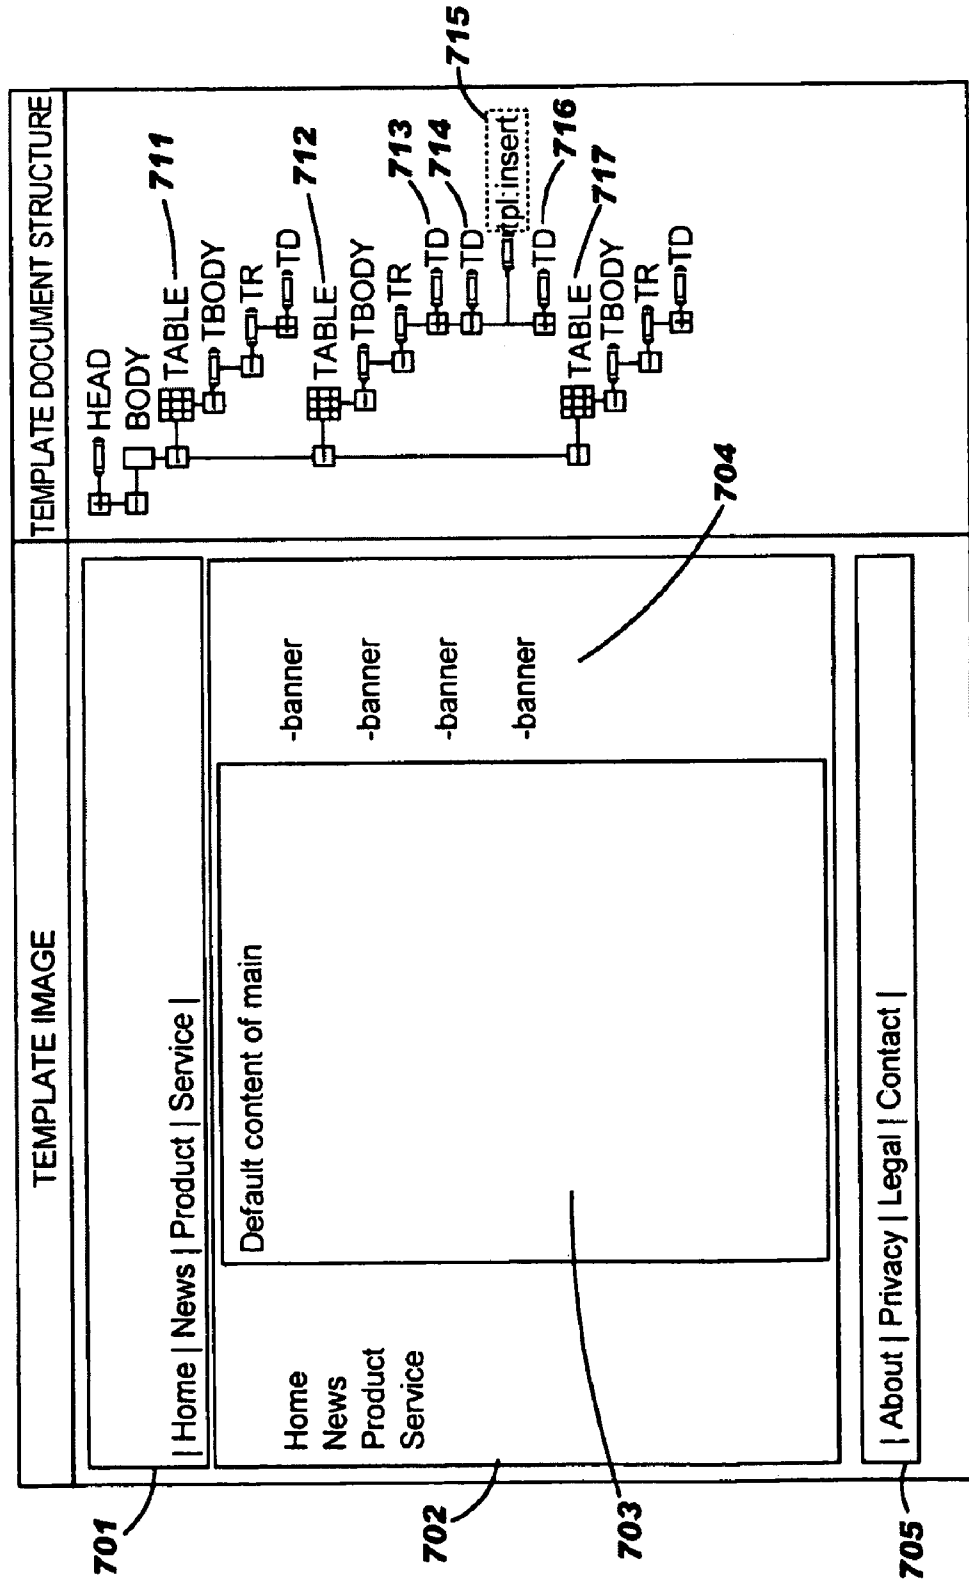 TEMPLATE IMAGE
TEMPLATE DOCUMENT STRUCTURE
701
| Home | News | Product | Service |
702
Home
News
Product
Service
Default content of main
-banner
-banner
-banner
-banner
703
704
705
| About | Privacy | Legal | Contact |
HEAD
BODY
TABLE
711
TBODY
TR
TD
TABLE
712
TBODY
TR
TD
713
TD
714
tpl:insert
715
TD
716
TABLE
717
TBODY
TR
TD